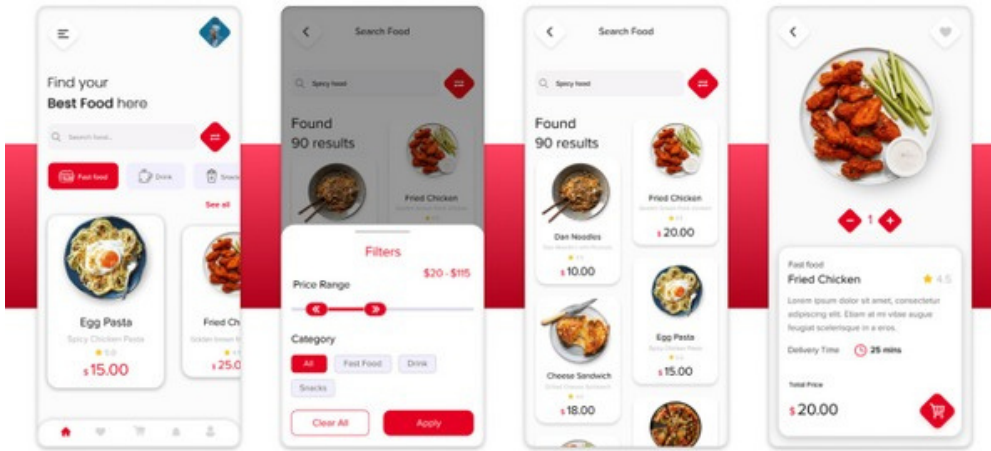 Find your
Best Food here
Search food...
Fast food
Drink
Snacks
See all
Egg Pasta
Spicy Chicken Pasta
$15.00
Fried Ch
$25.0
Search Food
Spicy food
Found
90 results
Fried Chicken
Filters
$20 - $115
Price Range
Category
All
Fast Food
Drink
Snacks
Clear All
Apply
Search Food
Spicy food
Found
90 results
Dan Noodles
$10.00
Cheese Sandwich
$18.00
Fried Chicken
$20.00
Egg Pasta
Spicy Chicken Pasta
$15.00
1
Fast food
Fried Chicken
4.5
Lorem ipsum dolor sit amet, consectetur
adipiscing elit. Etiam at mi vitae augue
feugiat scelerisque in a eros.
Delivery Time 25 mins
Total Price
$20.00